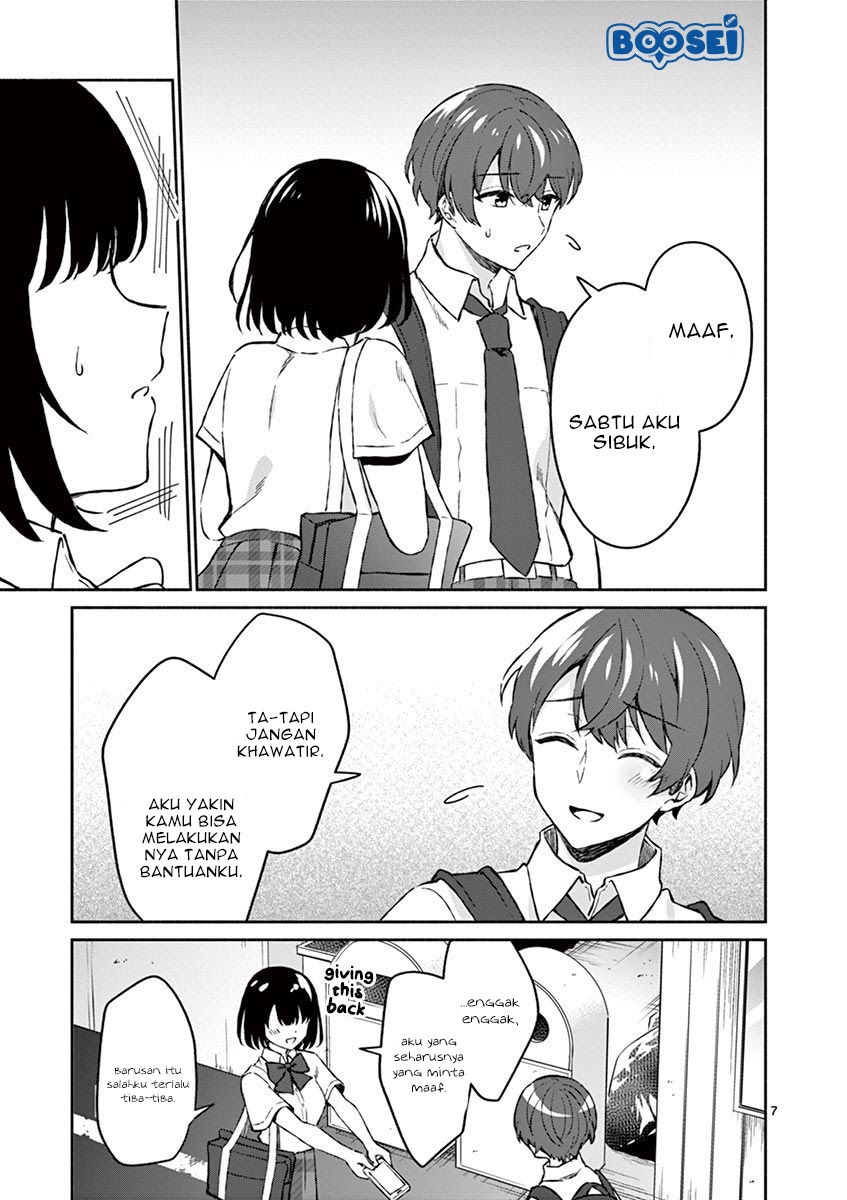 BOOSEI
MAAF.
SABTU AKU
SIBUK.
TA-TAPI
JANGAN
KHAWATIR.
AKU YAKIN
KAMU BISA
MELAKUKAN
NYA TANPA
BANTUANKU.
...enggak
enggak,
aku yang
seharusnya
yang minta
maaf.
giving
this
back
Barusan itu
salahku terlalu
tiba-tiba.
7